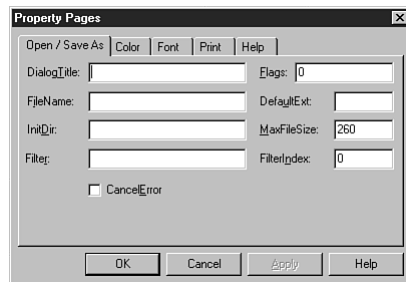 Property Pages
Open / Save As Color Font Print Help
DialogTitle: Flags: 0
FileName: DefaultExt:
InitDir: MaxFileSize: 260
Filter: FilterIndex: 0
CancelError
OK Cancel Apply Help